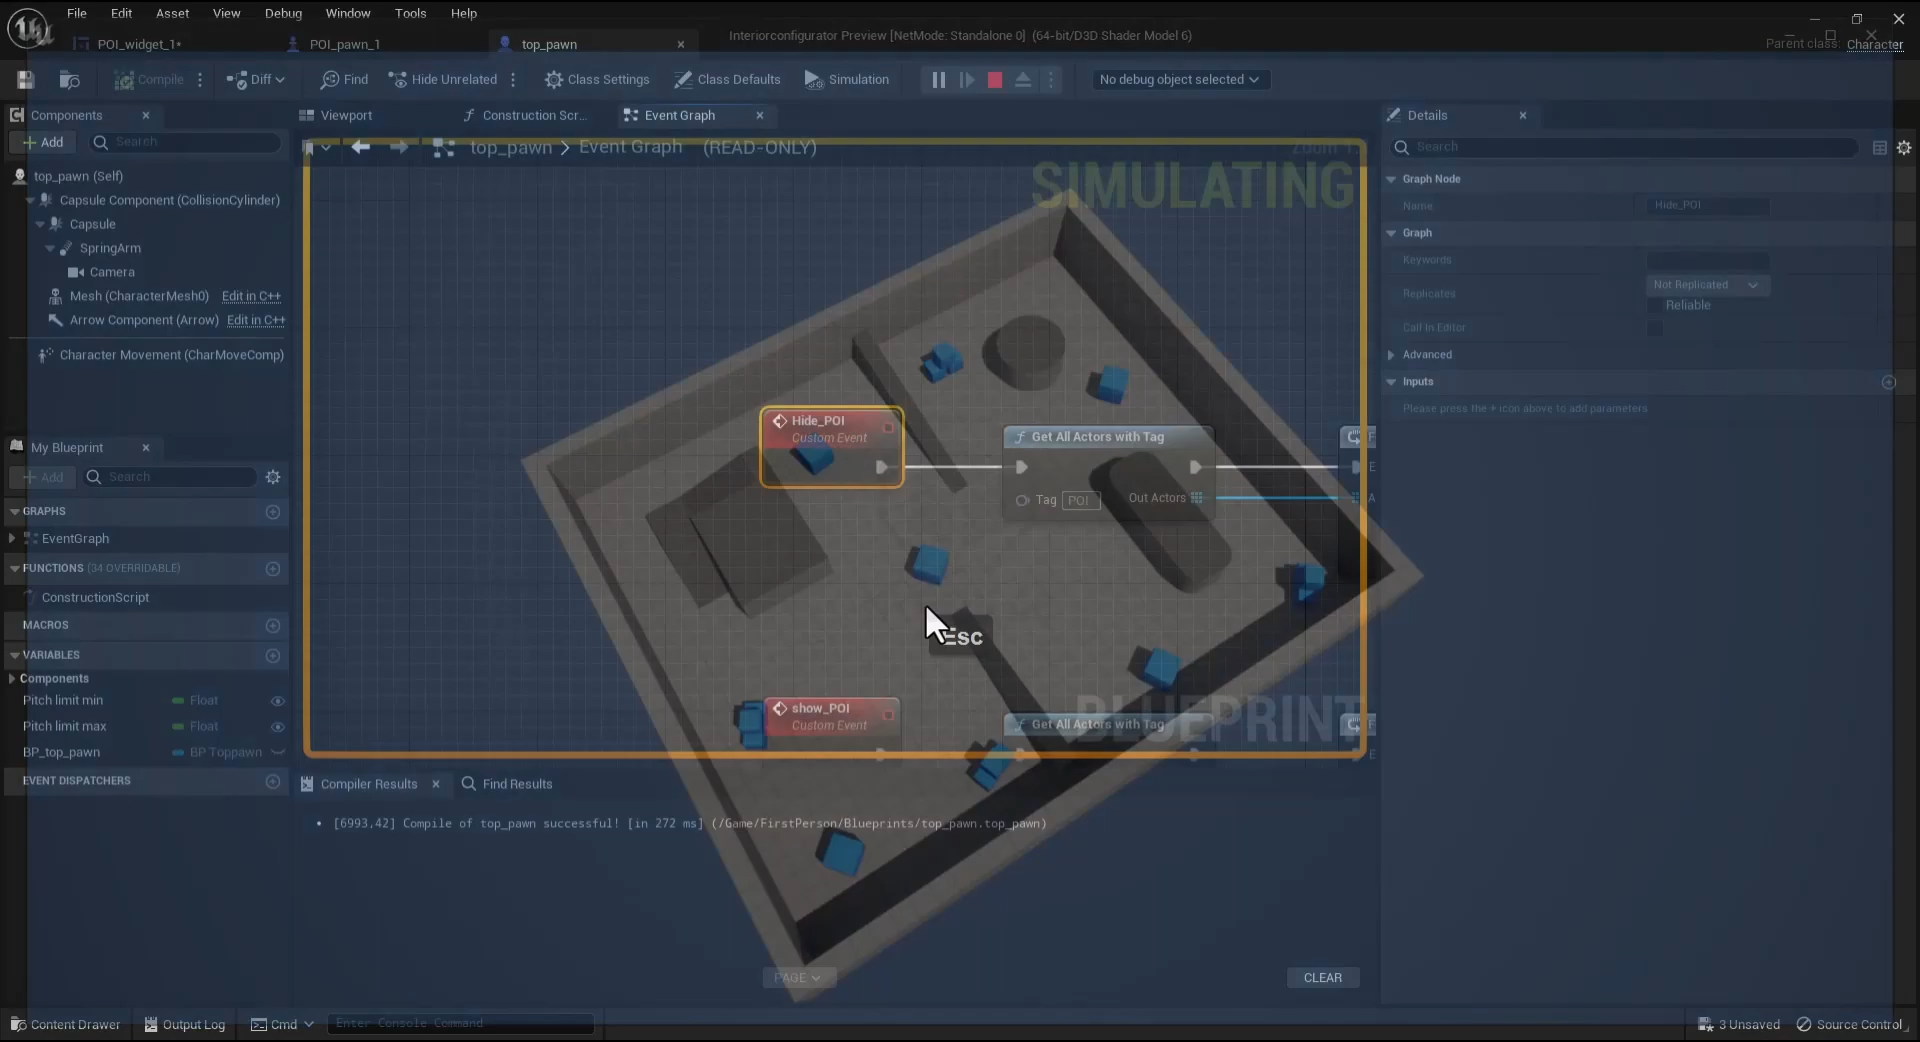 File Edit View Debug Window Tools Help
Interiorconfigurator Preview [NetMode: Standalone 0] (64-bit/D3D Shader Model 6)
POI_widget_1•
POI_pawn_1
top_pawn
Parent class: Character
Compile
Diff
Find
Hide Unrelated
Class Settings
Class Defaults
Simulation
No debug object selected
Components
Viewport
Construction Scr...
Event Graph
Details
Add
Search
top_pawn > Event Graph (READ-ONLY)
Search
SIMULATING
top_pawn (Self)
Capsule Component (CollisionCylinder)
Capsule
SpringArm
Camera
Mesh (CharacterMesh0) Edit in C++
Arrow Component (Arrow) Edit in C++
Character Movement (CharMoveComp)
Graph Node
Name
Hide_POI
Graph
Keywords
Replicates
Not Replicated
Reliable
Call In Editor
Advanced
Inputs
Please press the + icon above to add parameters
Hide_POI
Custom Event
Get All Actors with Tag
Tag POI
Out Actors
My Blueprint
Add
Search
GRAPHS
EventGraph
FUNCTIONS (34 OVERRIDABLE)
ConstructionScript
MACROS
VARIABLES
Components
Pitch limit min Float
Pitch limit max Float
BP_top_pawn BP Toppawn
EVENT DISPATCHERS
Esc
show_POI
Custom Event
Get All Actors with Tag
BLUEPRINT
Compiler Results
Find Results
• [6993,42] Compile of top_pawn successful! [in 272 ms] (/Game/FirstPerson/Blueprints/top_pawn.top_pawn)
PAGE
CLEAR
Content Drawer
Output Log
Cmd
Enter Console Command
3 Unsaved
Source Control